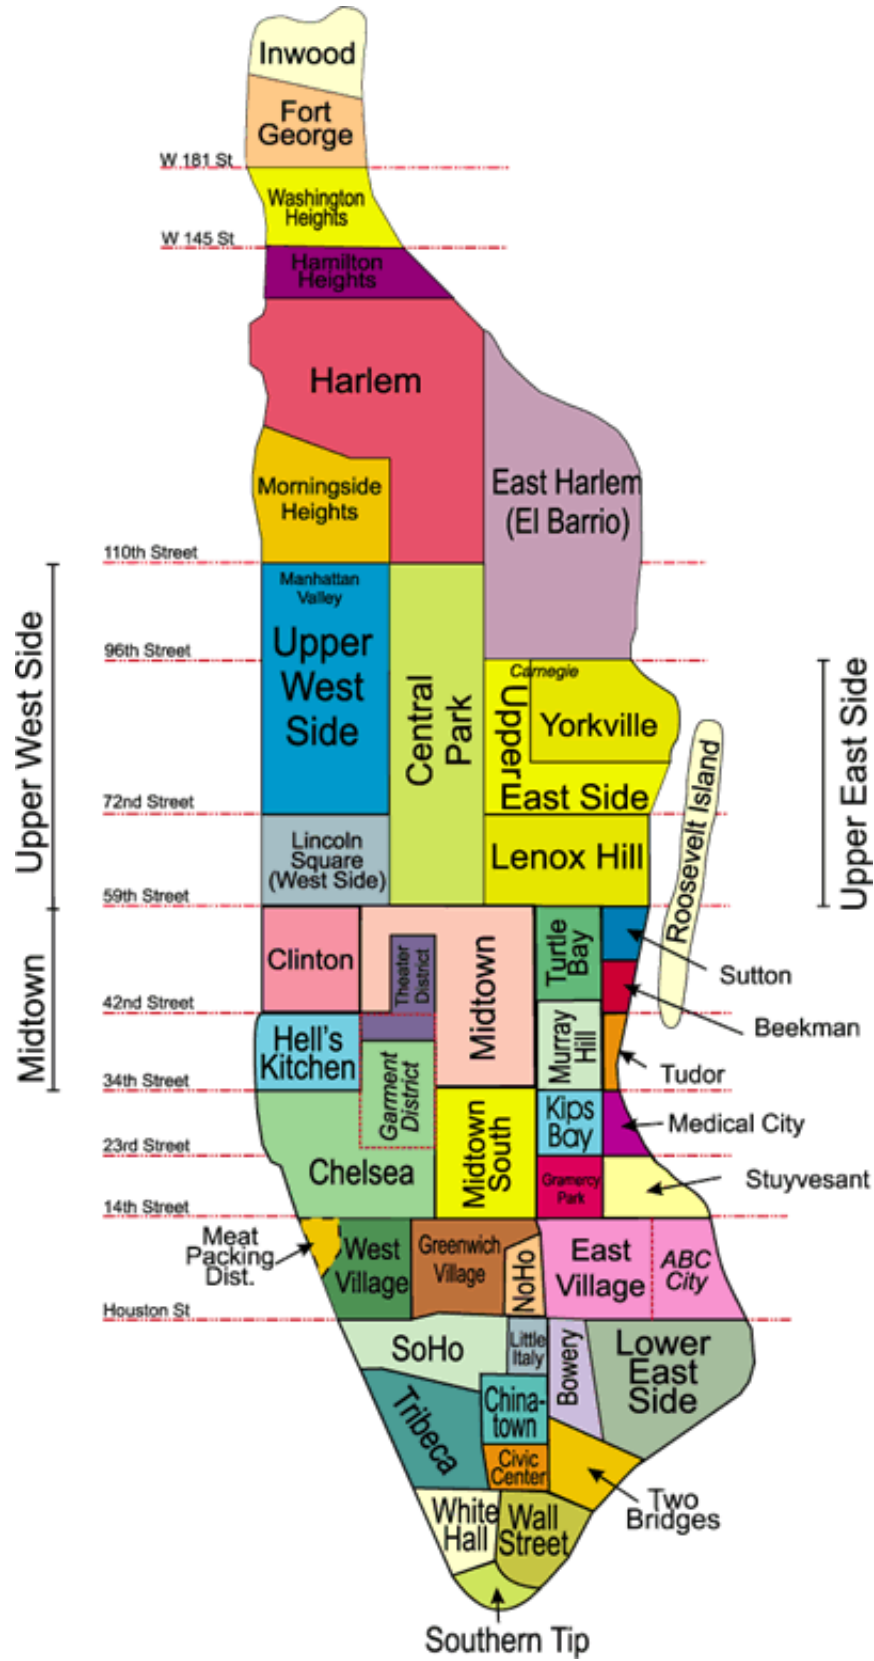 Inwood
Fort
George
W 181 St
Washington
Heights
W 145 St
Hamilton
Heights
Harlem
East Harlem
(El Barrio)
Morningside
Heights
110th Street
Manhattan
Valley
Upper West Side
Upper
West
Side
Central
Park
96th Street
Carnegie
Yorkville
Upper
East Side
Upper East Side
Roosevelt Island
72nd Street
Lincoln
Square
(West Side)
Lenox Hill
59th Street
Midtown
Clinton
Theater
District
Midtown
Turtle
Bay
Sutton
Beekman
42nd Street
Hell's
Kitchen
Garment
District
Murray
Hill
Tudor
34th Street
Kips
Bay
Medical City
23rd Street
Chelsea
Midtown
South
Gramercy
Park
Stuyvesant
14th Street
Meat
Packing
Dist.
West
Village
Greenwich
Village
NoHo
East
Village
ABC
City
Houston St
SoHo
Little
Italy
Bowery
Lower
East
Side
Tribeca
China-
town
Civic
Center
Two
Bridges
White
Hall
Wall
Street
Southern Tip